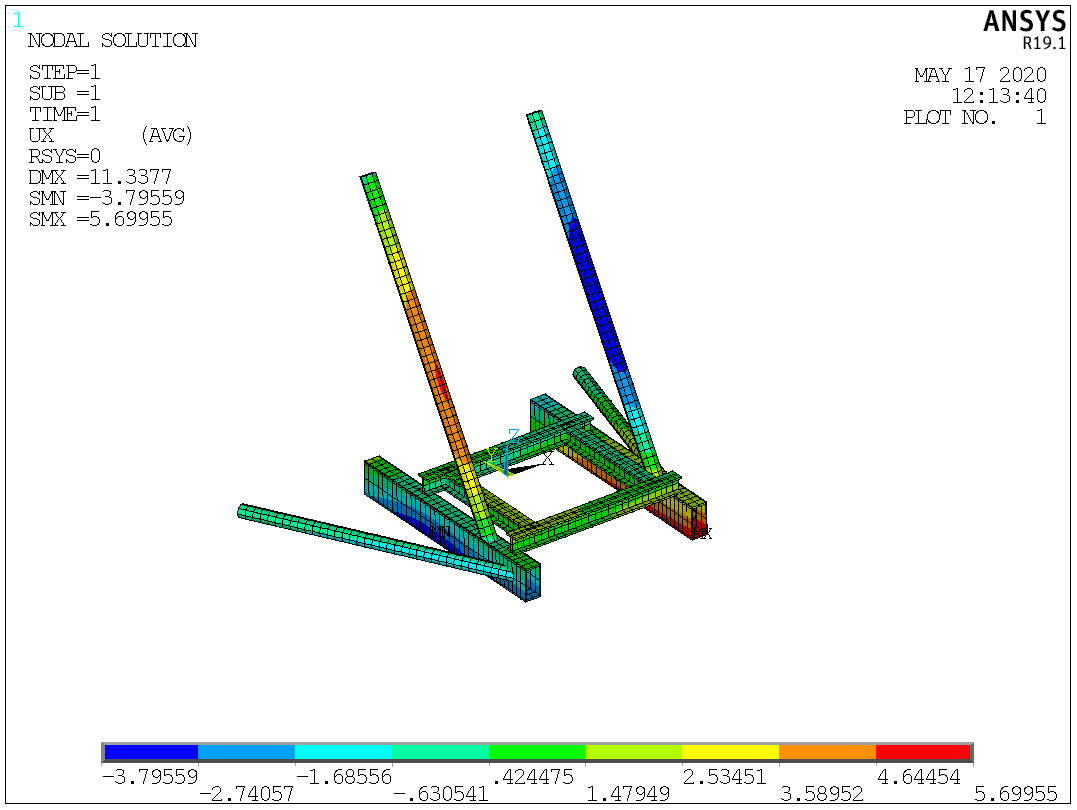 1
ANSYS
R19.1
NODAL SOLUTION
STEP=1
SUB =1
TIME=1
UX (AVG)
RSYS=0
DMX =11.3377
SMN =-3.79559
SMX =5.69955
MAY 17 2020
12:13:40
PLOT NO. 1
Z
Y
X
MN
MX
-3.79559 -1.68556 .424475 2.53451 4.64454
-2.74057 -.630541 1.47949 3.58952 5.69955